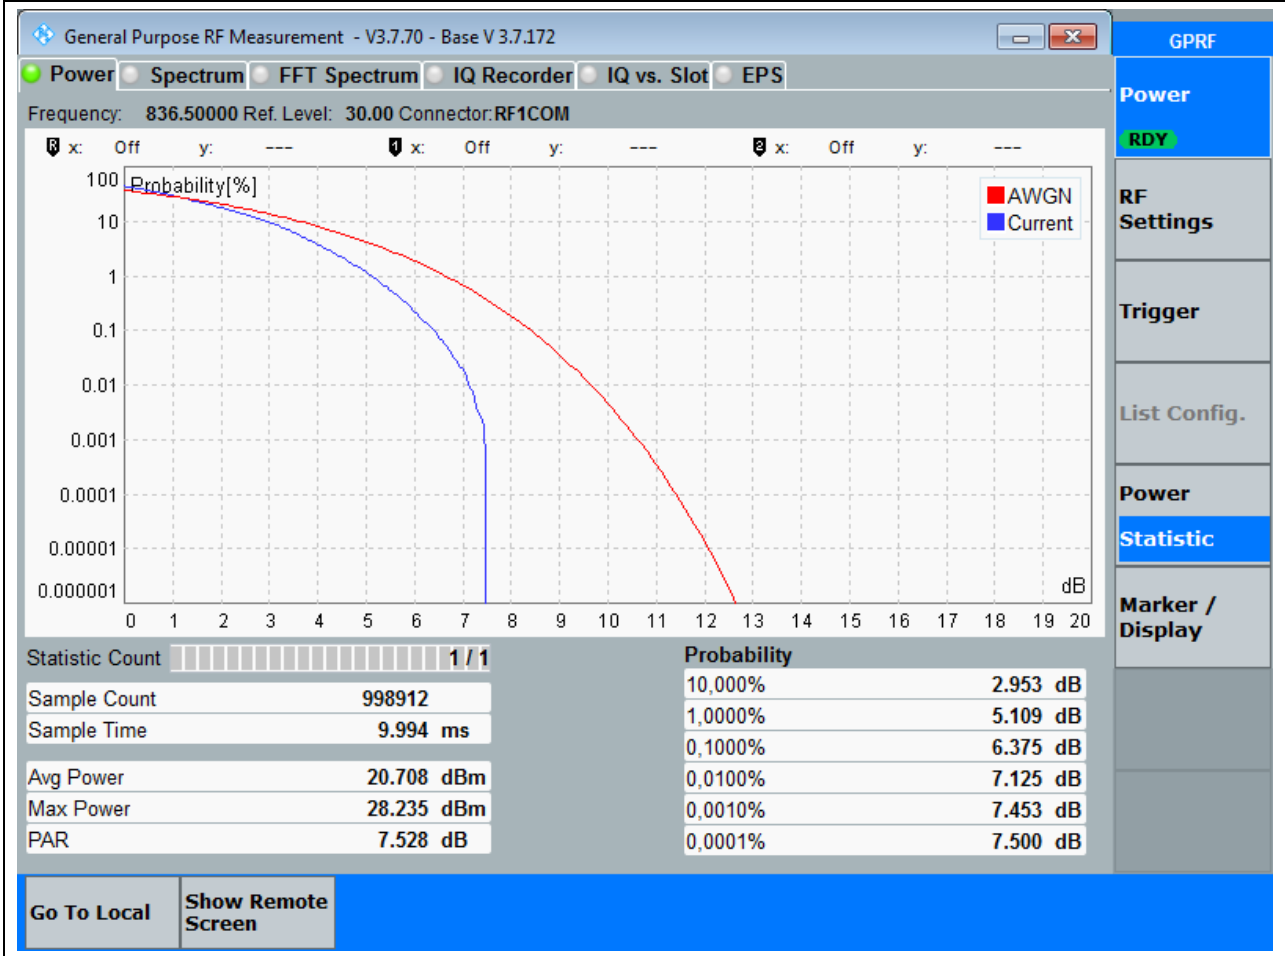 General Purpose RF Measurement - V3.7.70 - Base V 3.7.172
GPRF
Power Spectrum FFT Spectrum IQ Recorder IQ vs. Slot EPS
Power
RDY
Frequency: 836.50000 Ref. Level: 30.00 Connector:RF1COM
R x: Off y: --- 1 x: Off y: --- 2 x: Off y: ---
Probability[%]
AWGN
Current
100
10
1
0.1
0.01
0.001
0.0001
0.00001
0.000001
dB
0 1 2 3 4 5 6 7 8 9 10 11 12 13 14 15 16 17 18 19 20
RF
Settings
Trigger
List Config.
Power
Statistic
Marker /
Display
Statistic Count 1 / 1
Sample Count 998912
Sample Time 9.994 ms
Avg Power 20.708 dBm
Max Power 28.235 dBm
PAR 7.528 dB
Probability
10,000% 2.953 dB
1,0000% 5.109 dB
0,1000% 6.375 dB
0,0100% 7.125 dB
0,0010% 7.453 dB
0,0001% 7.500 dB
Go To Local
Show Remote
Screen